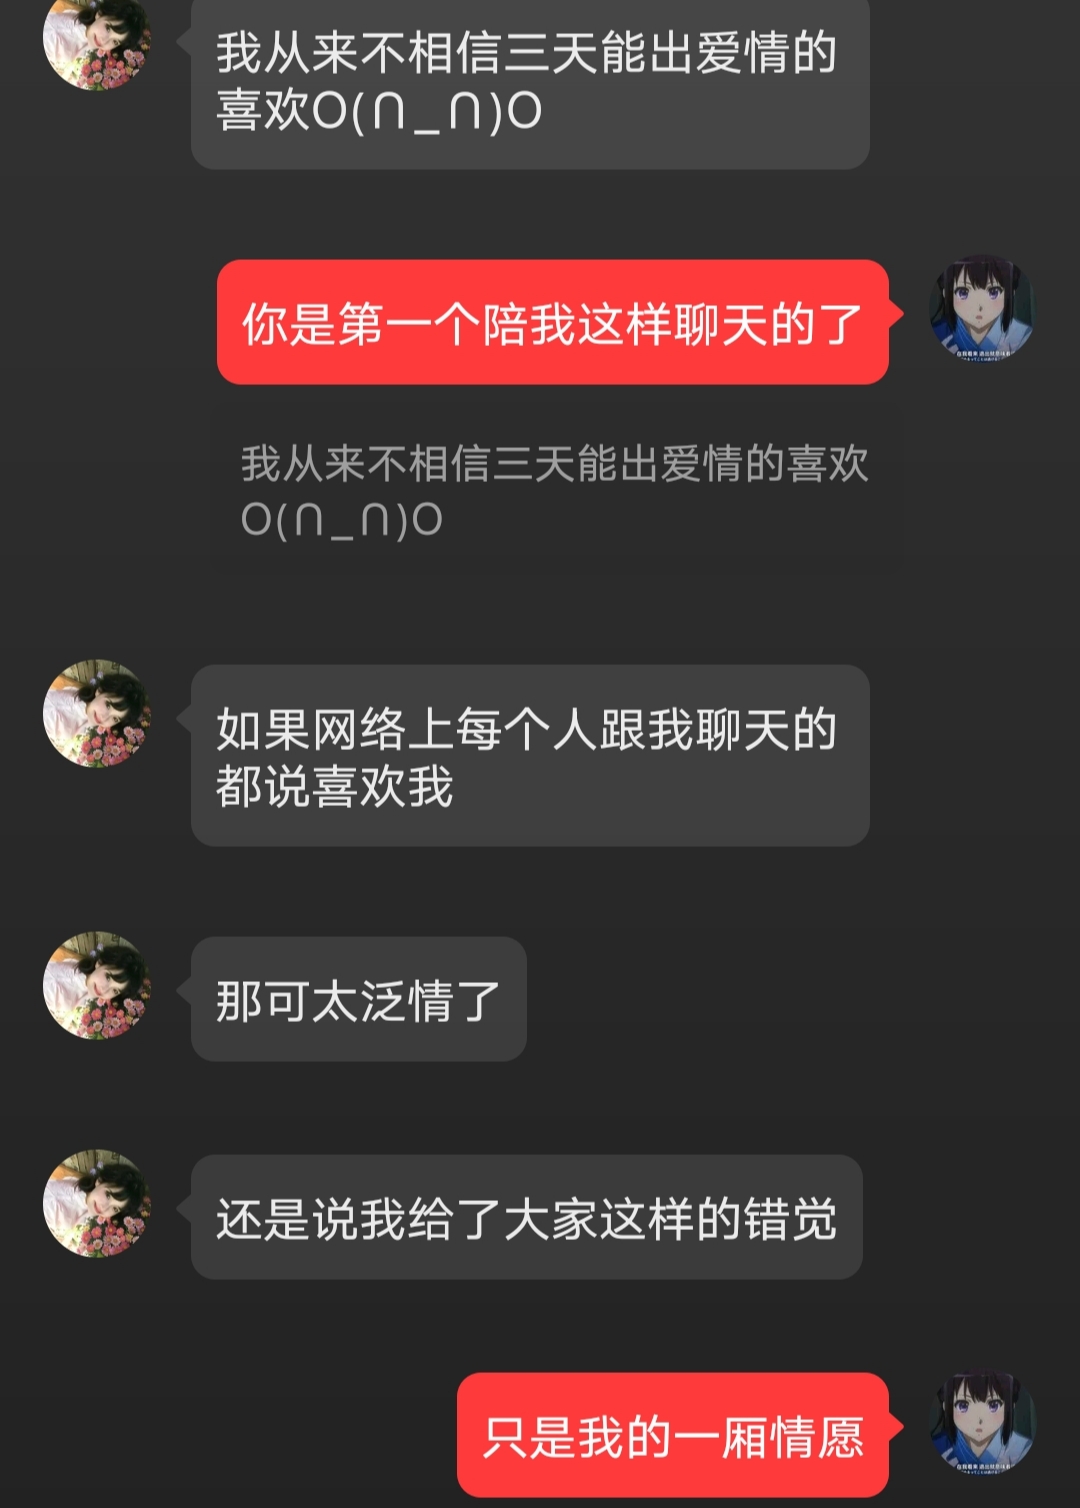 我从来不相信三天能出爱情的
喜欢O(∩_∩)O
你是第一个陪我这样聊天的了
我从来不相信三天能出爱情的喜欢
O(∩_∩)O
如果网络上每个人跟我聊天的
都说喜欢我
那可太泛情了
还是说我给了大家这样的错觉
只是我的一厢情愿